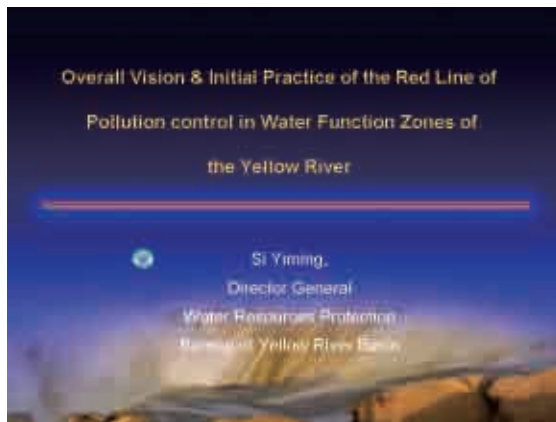 Overall Vision & Initial Practice of the Red Line of
Pollution control in Water Function Zones of
the Yellow River
Si Yiming,
Director General
Water Resources Protection
Yellow River Basin